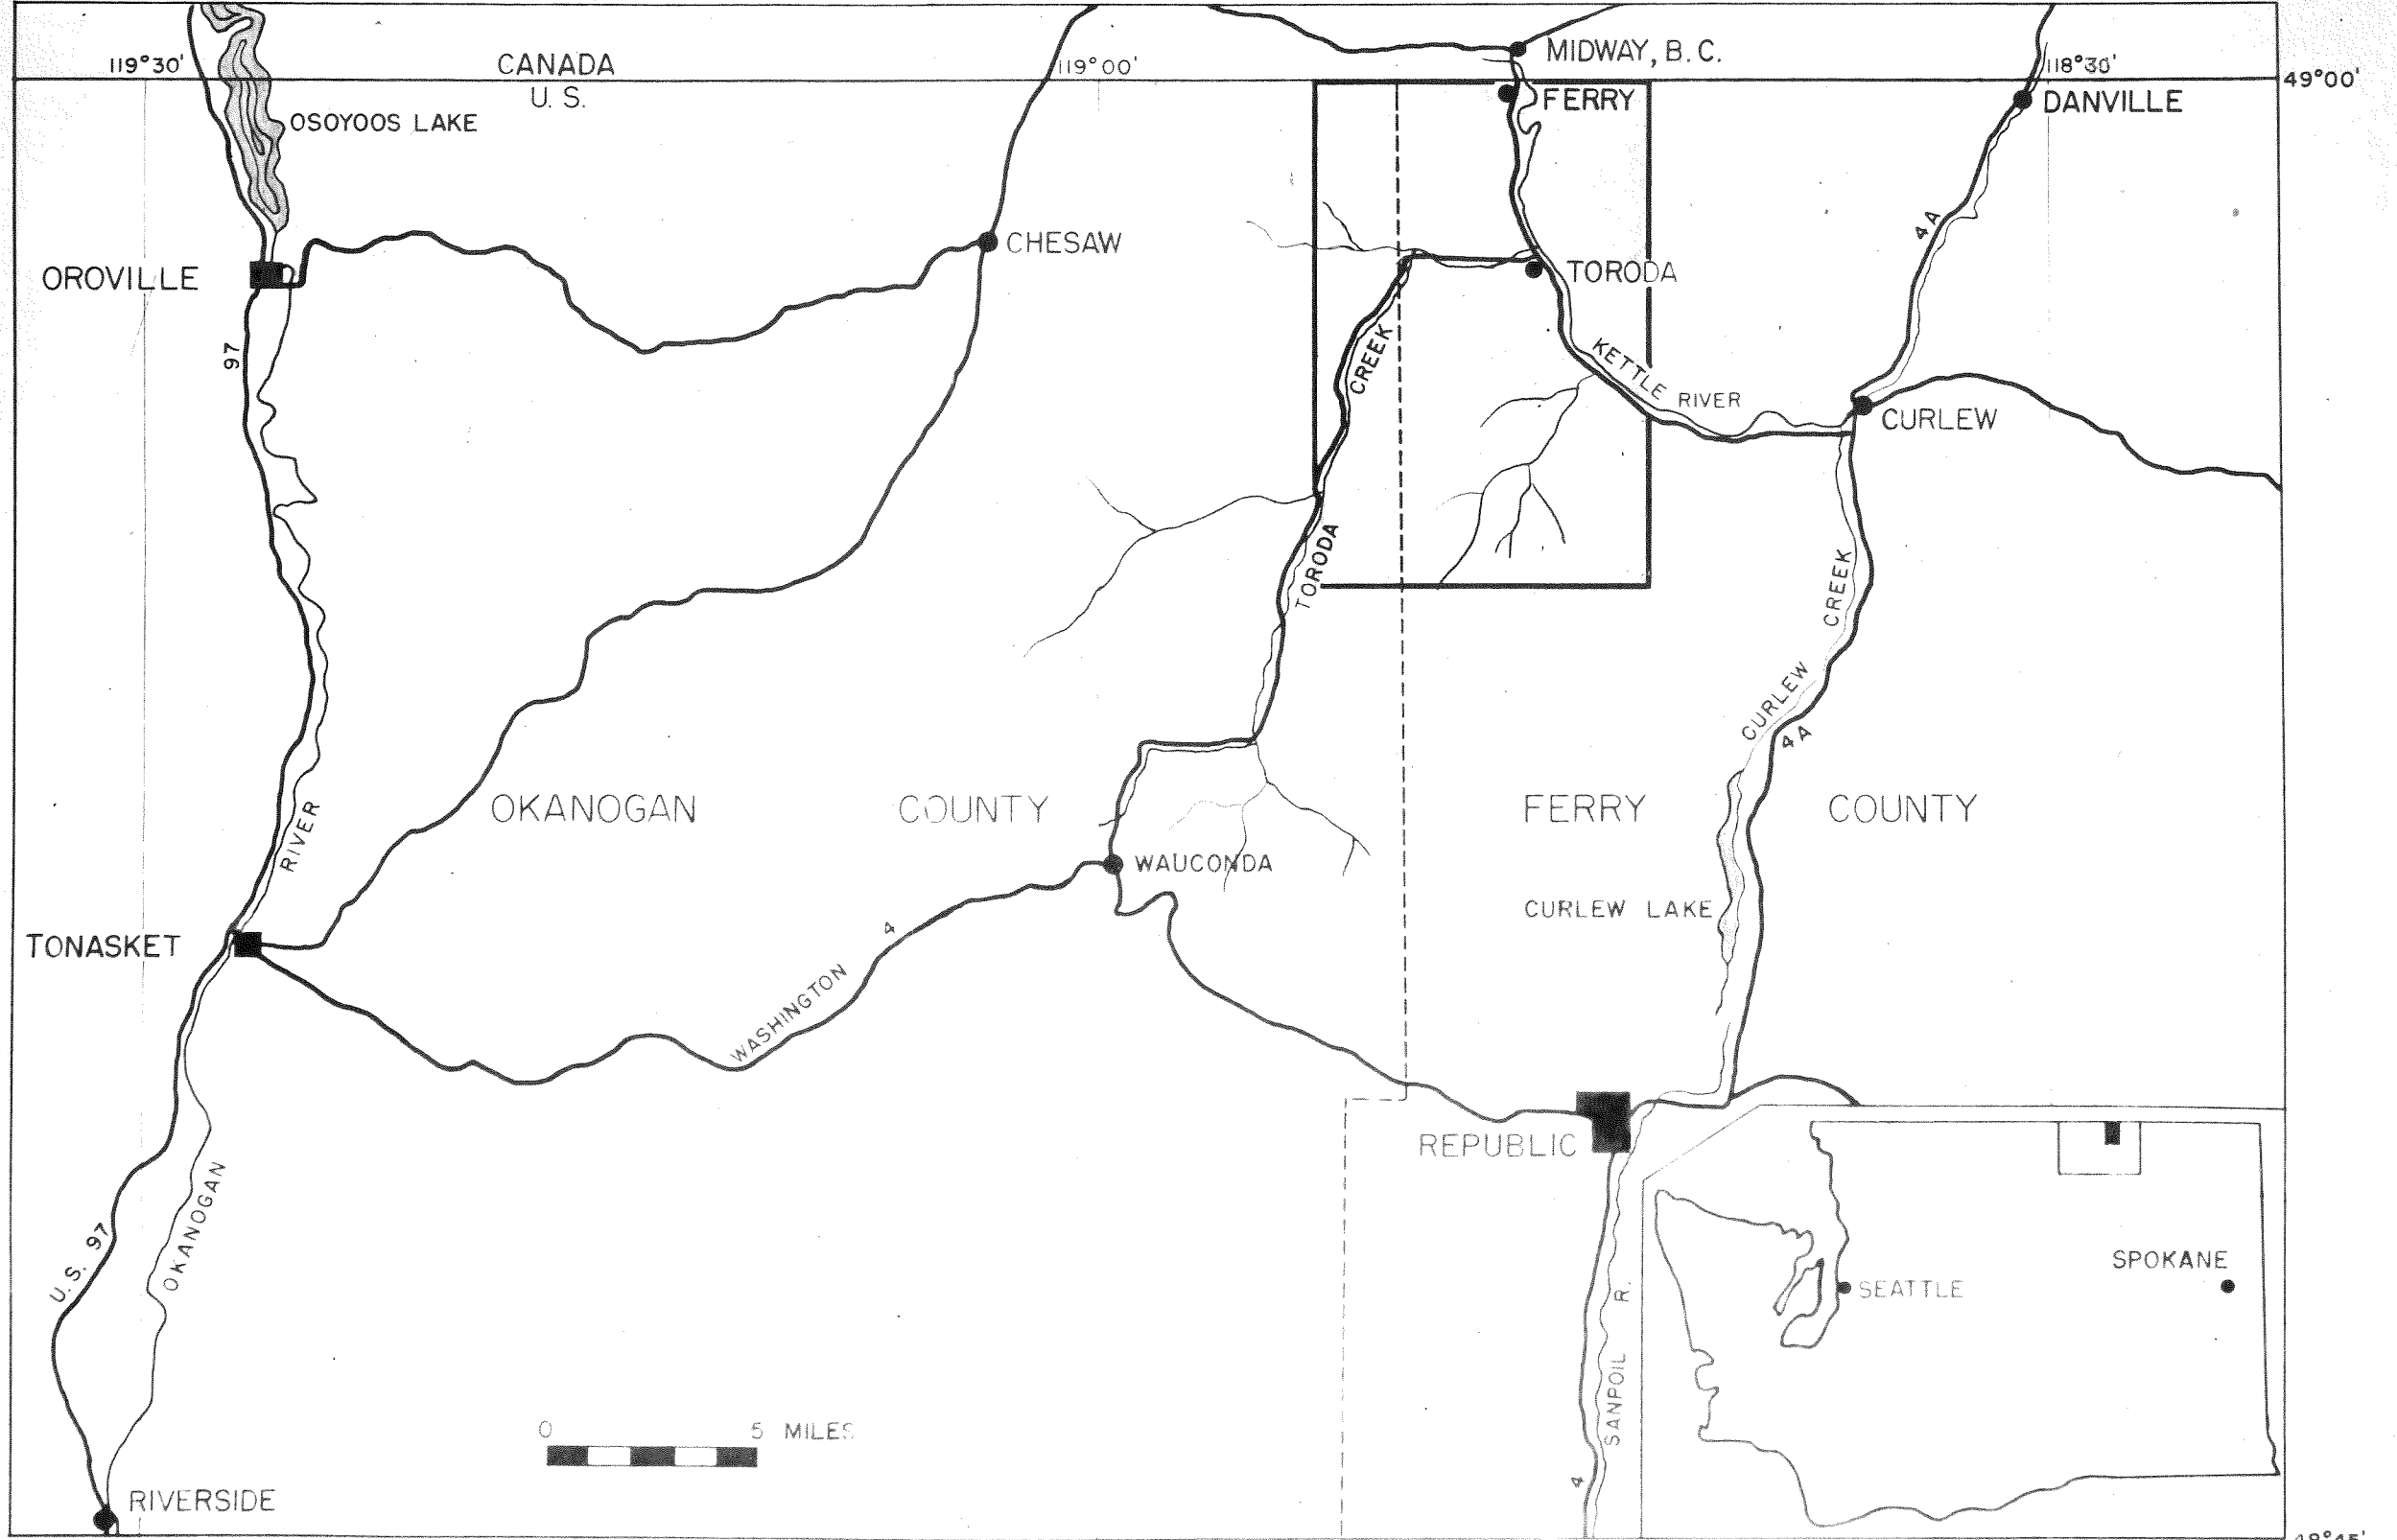 119°30'
CANADA
119°00'
MIDWAY, B.C.
118°30'
49°00'
U.S.
FERRY
DANVILLE
OSOYOOS LAKE
4A
CHESAW
OROVILLE
TORODA
97
CREEK
KETTLE RIVER
CURLEW
TORODA
CREEK
CURLEW
4A
OKANOGAN COUNTY
FERRY COUNTY
RIVER
WAUCONDA
CURLEW LAKE
TONASKET
4
WASHINGTON
REPUBLIC
OKANOGAN
U.S. 97
SPOKANE
SEATTLE
SANPOIL R.
0 5 MILES
4
RIVERSIDE